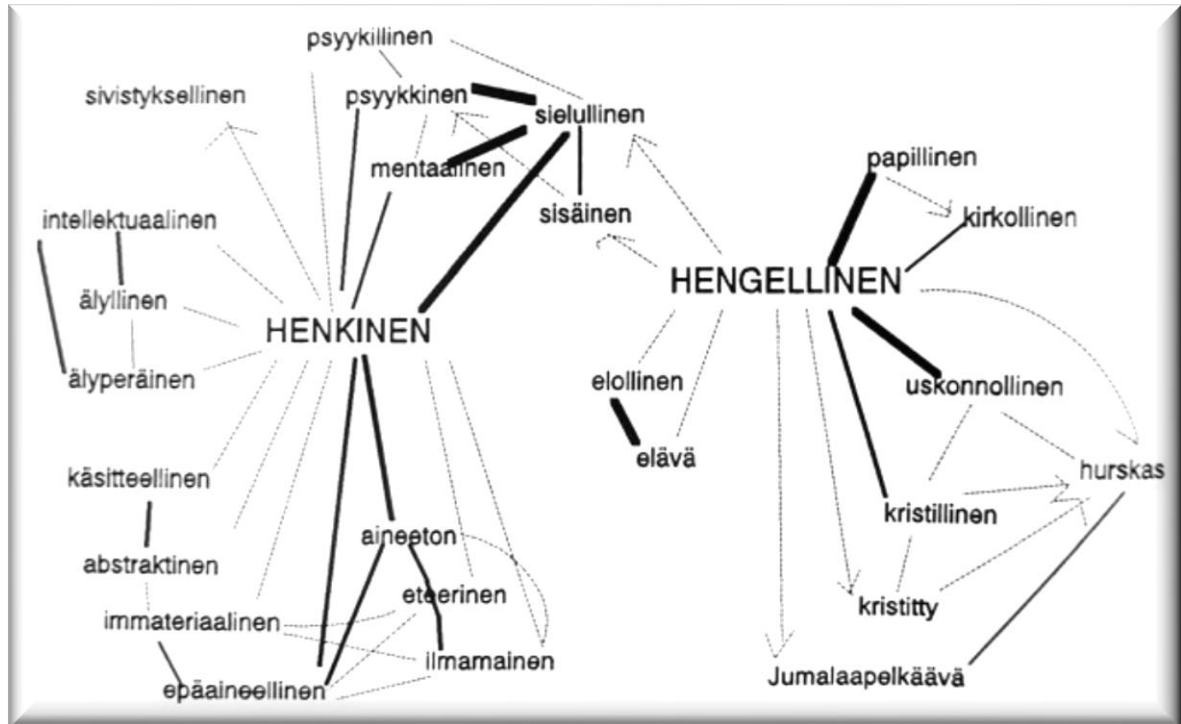 psyykillinen
sivistyksellinen
psyykkinen
sielullinen
mentaalinen
sisäinen
papillinen
kirkollinen
intellektuaalinen
älyllinen
älyperäinen
HENKINEN
HENGELLINEN
elollinen
elävä
uskonnollinen
hurskas
kristillinen
kristitty
Jumalaapelkäävä
käsitteellinen
abstraktinen
immateriaalinen
epäaineellinen
aineeton
eteerinen
ilmamainen